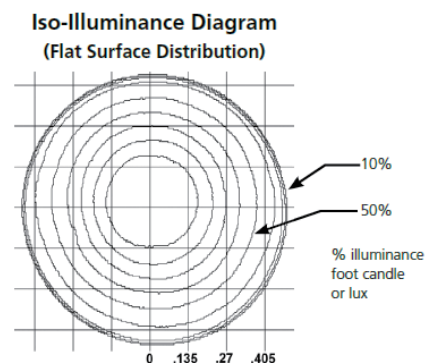 Iso-Illuminance Diagram
(Flat Surface Distribution)
10%
50%
% illuminance
foot candle
or lux
0 .135 .27 .405